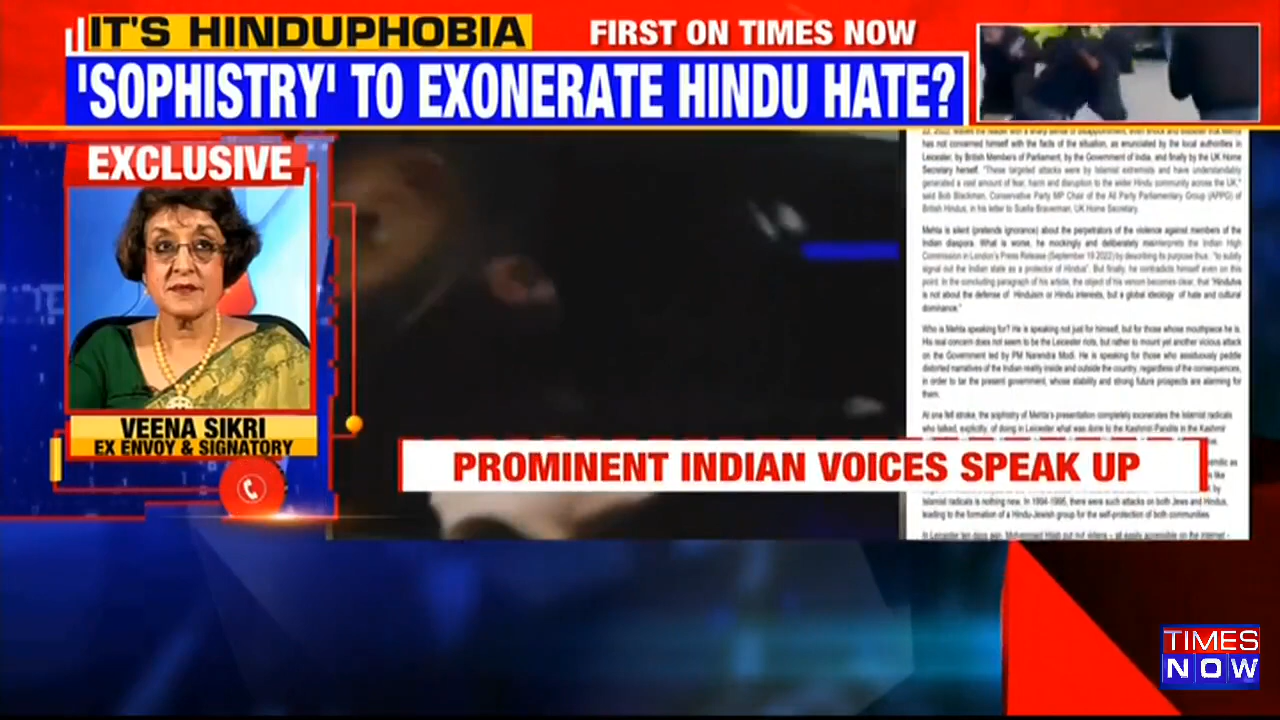 IT'S HINDUPHOBIA
FIRST ON TIMES NOW
'SOPHISTRY' TO EXONERATE HINDU HATE?
EXCLUSIVE
VEENA SIKRI
EX ENVOY & SIGNATORY
PROMINENT INDIAN VOICES SPEAK UP
has not concerned himself with the facts of the situation, as enunciated by the local authorities in
Leicester, by British Members of Parliament, by the Government of India, and finally by the UK Home
Secretary herself. "These targeted attacks were by Islamist extremists and have understandably
generated a vast amount of fear, harm and disruption to the wider Hindu community across the UK,"
said Bob Blackman, Conservative Party MP Chair of the All Party Parliamentary Group (APPG) of
British Hindus, in his letter to Suella Braverman, UK Home Secretary.
Mehta is silent (pretends ignorance) about the perpetrators of the violence against members of the
Indian diaspora. What is worse, he mockingly and deliberately misinterprets the Indian High
Commission in London's Press Release (September 19 2022) by describing its purpose thus: "to subtly
signal out the Indian state as a protector of Hindus". But finally, he contradicts himself even on this
point. In the concluding paragraph of his article, the object of his venom becomes clear, that "Hindutva
is not about the defense of Hinduism or Hindu interests, but a global ideology of hate and cultural
dominance."
Who is Mehta speaking for? He is speaking not just for himself, but for those whose mouthpiece he is.
His real concern does not seem to be the Leicester riots, but rather to mount yet another vicious attack
on the Government led by PM Narendra Modi. He is speaking for those who assiduously peddle
distorted narratives of the Indian reality inside and outside the country, regardless of the consequences,
in order to tar the present government, whose stability and strong future prospects are alarming for
them.
At one fell stroke, the sophistry of Mehta's presentation completely exonerates the Islamist radicals
who talked, explicitly, of doing in Leicester what was done to the Kashmiri Pandits in the Kashmir
Islamist radicals is nothing new. In 1994-1995, there were such attacks on both Jews and Hindus,
leading to the formation of a Hindu-Jewish group for the self-protection of both communities
TIMES
NOW